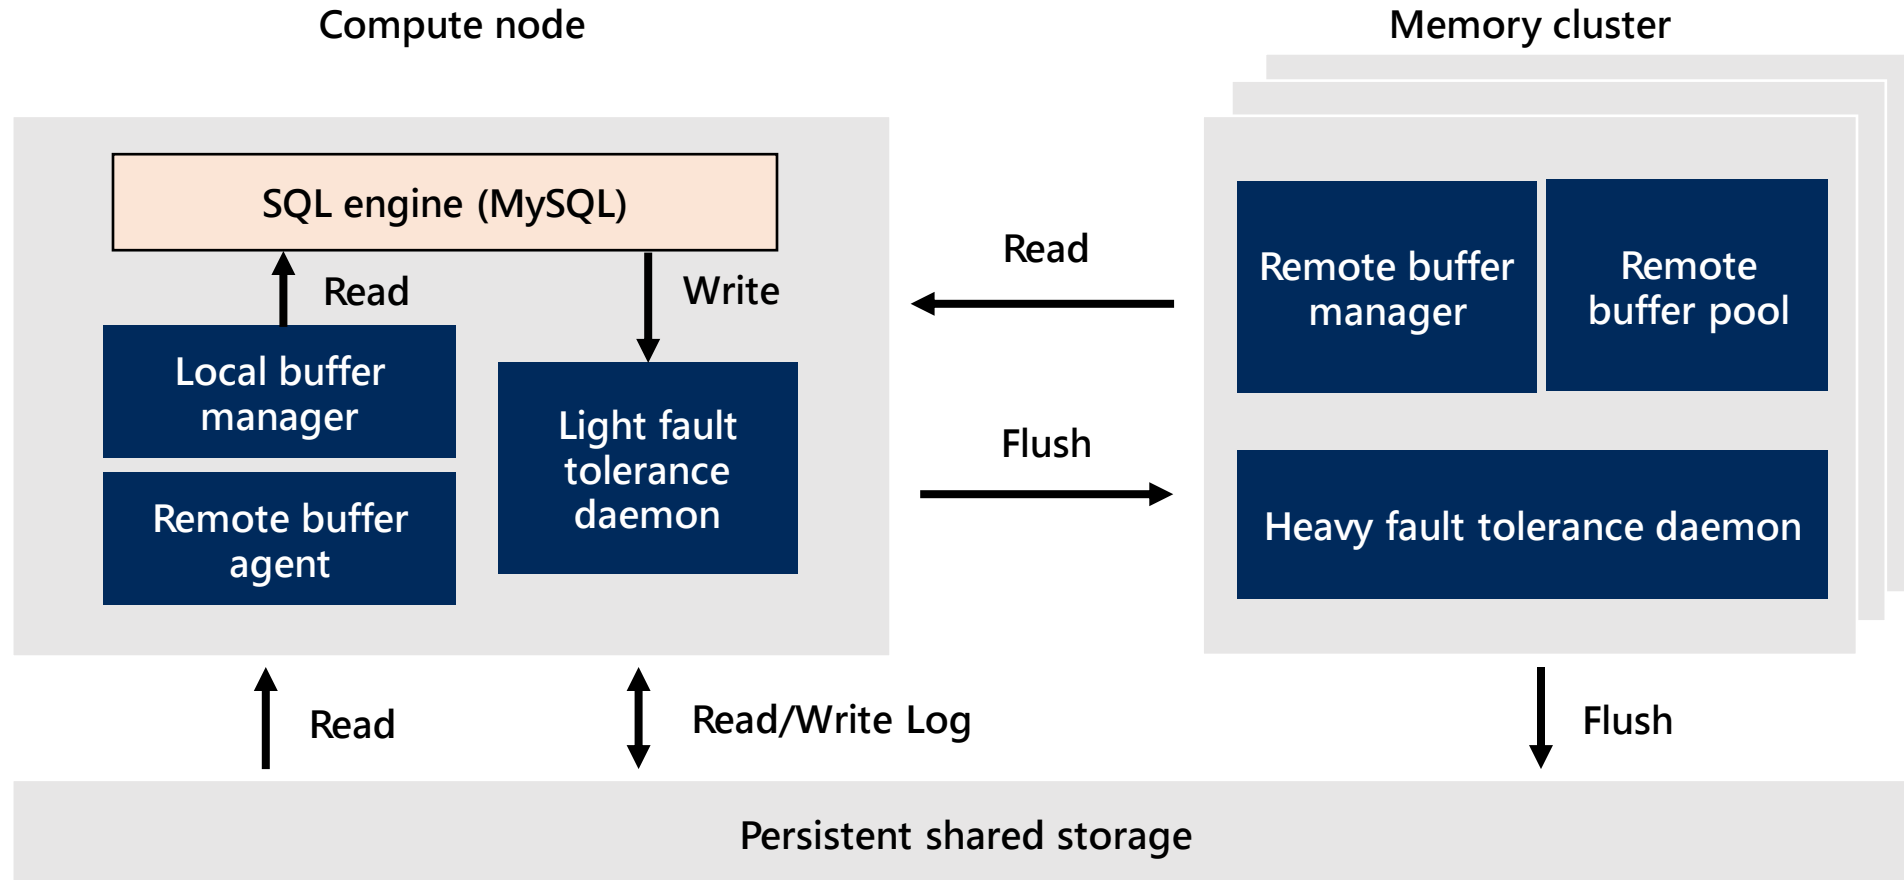 Compute node
Memory cluster
SQL engine (MySQL)
Read
Write
Local buffer
manager
Remote buffer
agent
Light fault
tolerance
daemon
Read
Flush
Remote buffer
manager
Remote
buffer pool
Heavy fault tolerance daemon
Read
Read/Write Log
Flush
Persistent shared storage